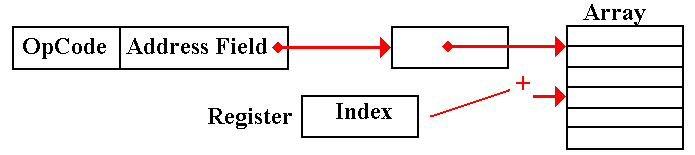 Array
OpCode Address Field
+
Register Index